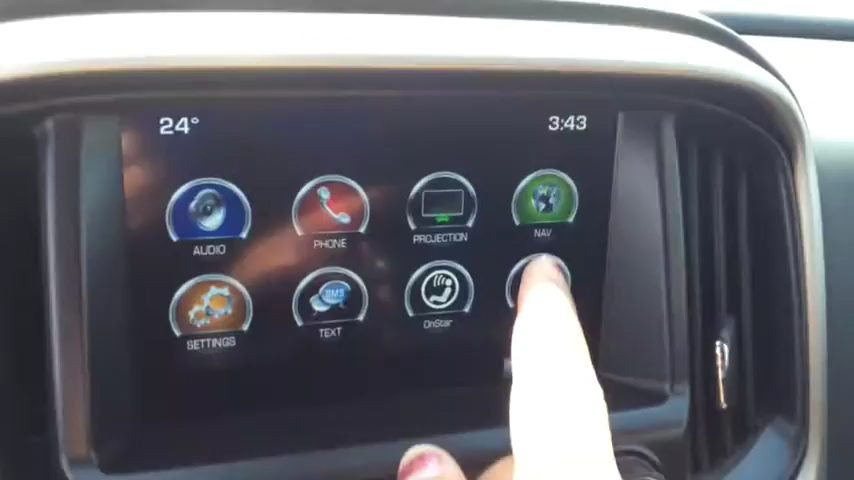 24° 3:43
AUDIO PHONE PROJECTION NAV
SMS
SETTINGS TEXT OnStar